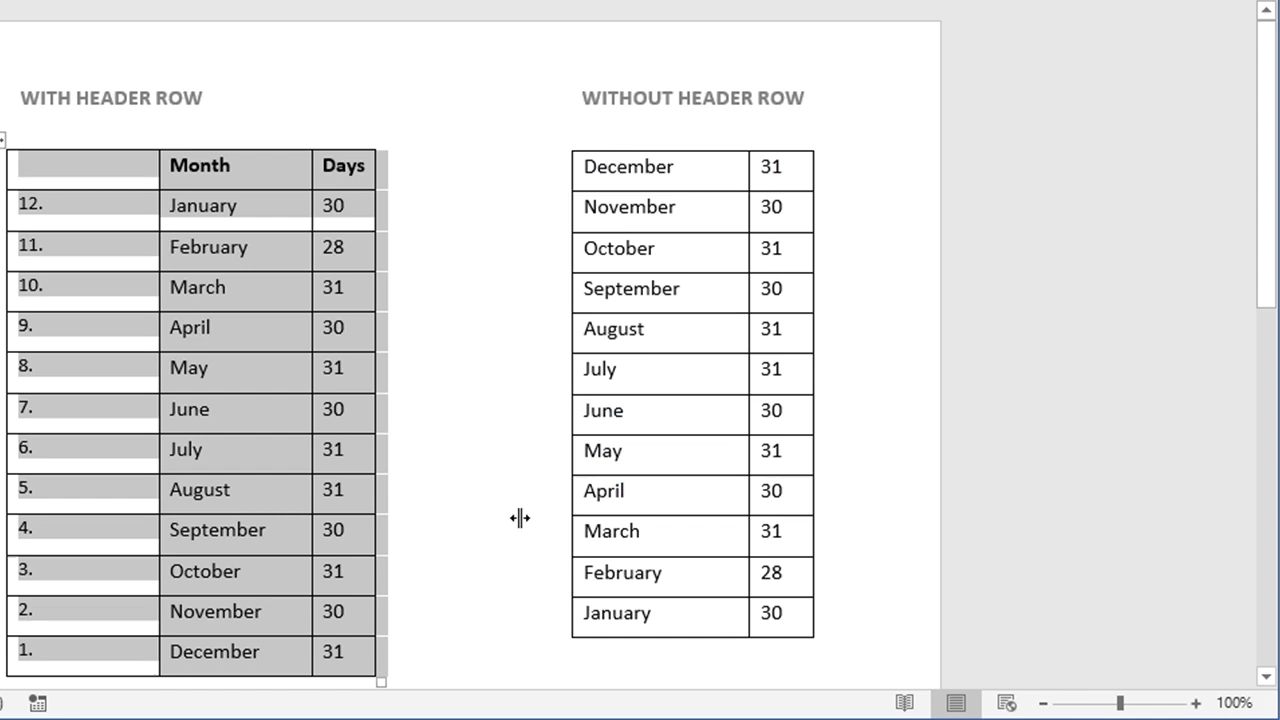 WITH HEADER ROW
Month Days
12. January 30
11. February 28
10. March 31
9. April 30
8. May 31
7. June 30
6. July 31
5. August 31
4. September 30
3. October 31
2. November 30
1. December 31
WITHOUT HEADER ROW
December 31
November 30
October 31
September 30
August 31
July 31
June 30
May 31
April 30
March 31
February 28
January 30
100%